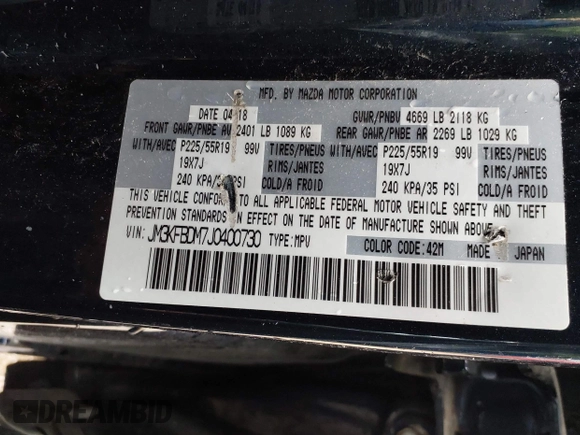 MFD. BY MAZDA MOTOR CORPORATION
DATE 04 18 GVWR/PNBV 4669 LB 2118 KG
FRONT GAWR/PNBE AV 2401 LB 1089 KG REAR GAWR/PNBE AR 2269 LB 1029 KG
WITH/AVEC P225/55R19 99V TIRES/PNEUS WITH/AVEC P225/55R19 99V TIRES/PNEUS
19X7J RIMS/JANTES 19X7J RIMS/JANTES
240 KPA/ PSI COLD/A FROID 240 KPA/35 PSI COLD/A FROID
THIS VEHICLE CONFORMS TO ALL APPLICABLE FEDERAL MOTOR VEHICLE SAFETY AND THEFT
PREVENTION STANDARDS IN EFFECT ON THE DATE OF MANUFACTURE SHOWN ABOVE.
VIN: JM3KFBDM7J0400730 TYPE: MPV COLOR CODE: 42M MADE JAPAN
DREAMBID